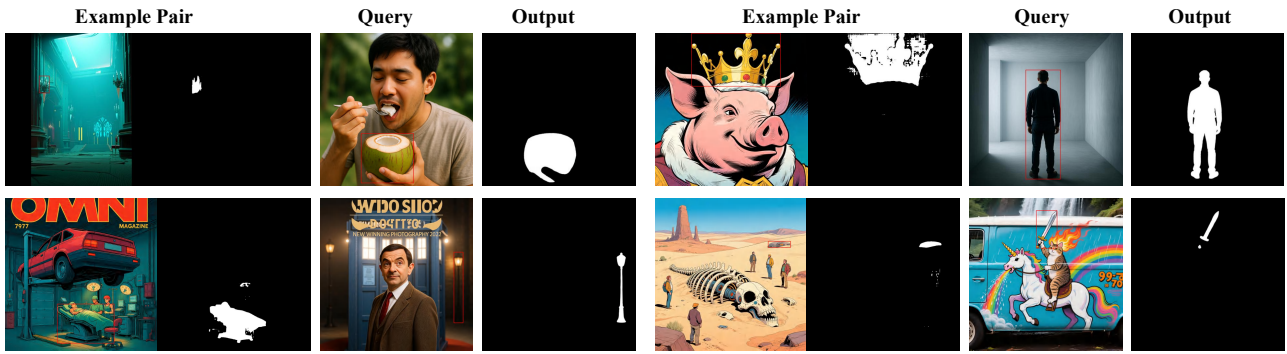 Example Pair
Query
Output
Example Pair
Query
Output
OMNI
7977
MAGAZINE
NEW WINNING PHOTOGRAPHY 2022